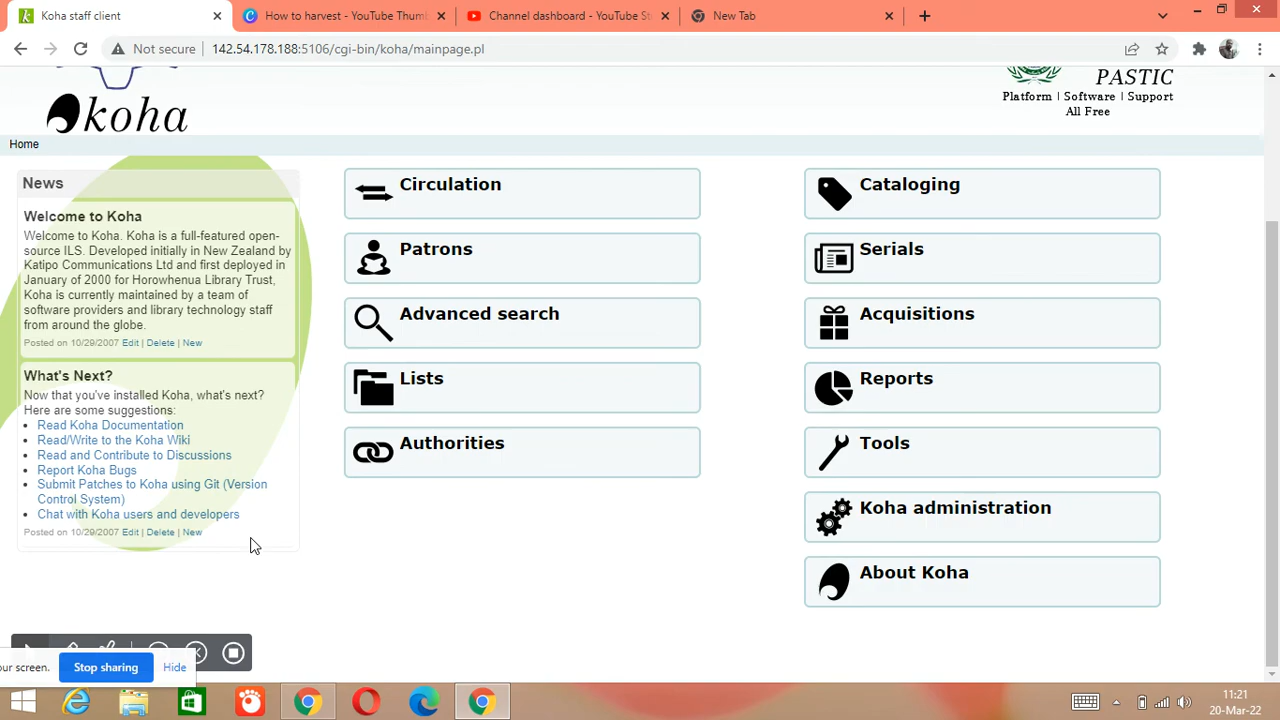 Koha staff client
How to harvest - YouTube Thumb
Channel dashboard - YouTube St
New Tab
Not secure
142.54.178.188:5106/cgi-bin/koha/mainpage.pl
koha
PASTIC
Platform | Software | Support
All Free
Home
News
Welcome to Koha
Welcome to Koha. Koha is a full-featured open-
source ILS. Developed initially in New Zealand by
Katipo Communications Ltd and first deployed in
January of 2000 for Horowhenua Library Trust,
Koha is currently maintained by a team of
software providers and library technology staff
from around the globe.
Posted on 10/29/2007 Edit | Delete | New
What's Next?
Now that you've installed Koha, what's next?
Here are some suggestions:
• Read Koha Documentation
• Read/Write to the Koha Wiki
• Read and Contribute to Discussions
• Report Koha Bugs
• Submit Patches to Koha using Git (Version
Control System)
• Chat with Koha users and developers
Posted on 10/29/2007 Edit | Delete | New
Circulation
Patrons
Advanced search
Lists
Authorities
Cataloging
Serials
Acquisitions
Reports
Tools
Koha administration
About Koha
our screen.
Stop sharing
Hide
11:21
20-Mar-22